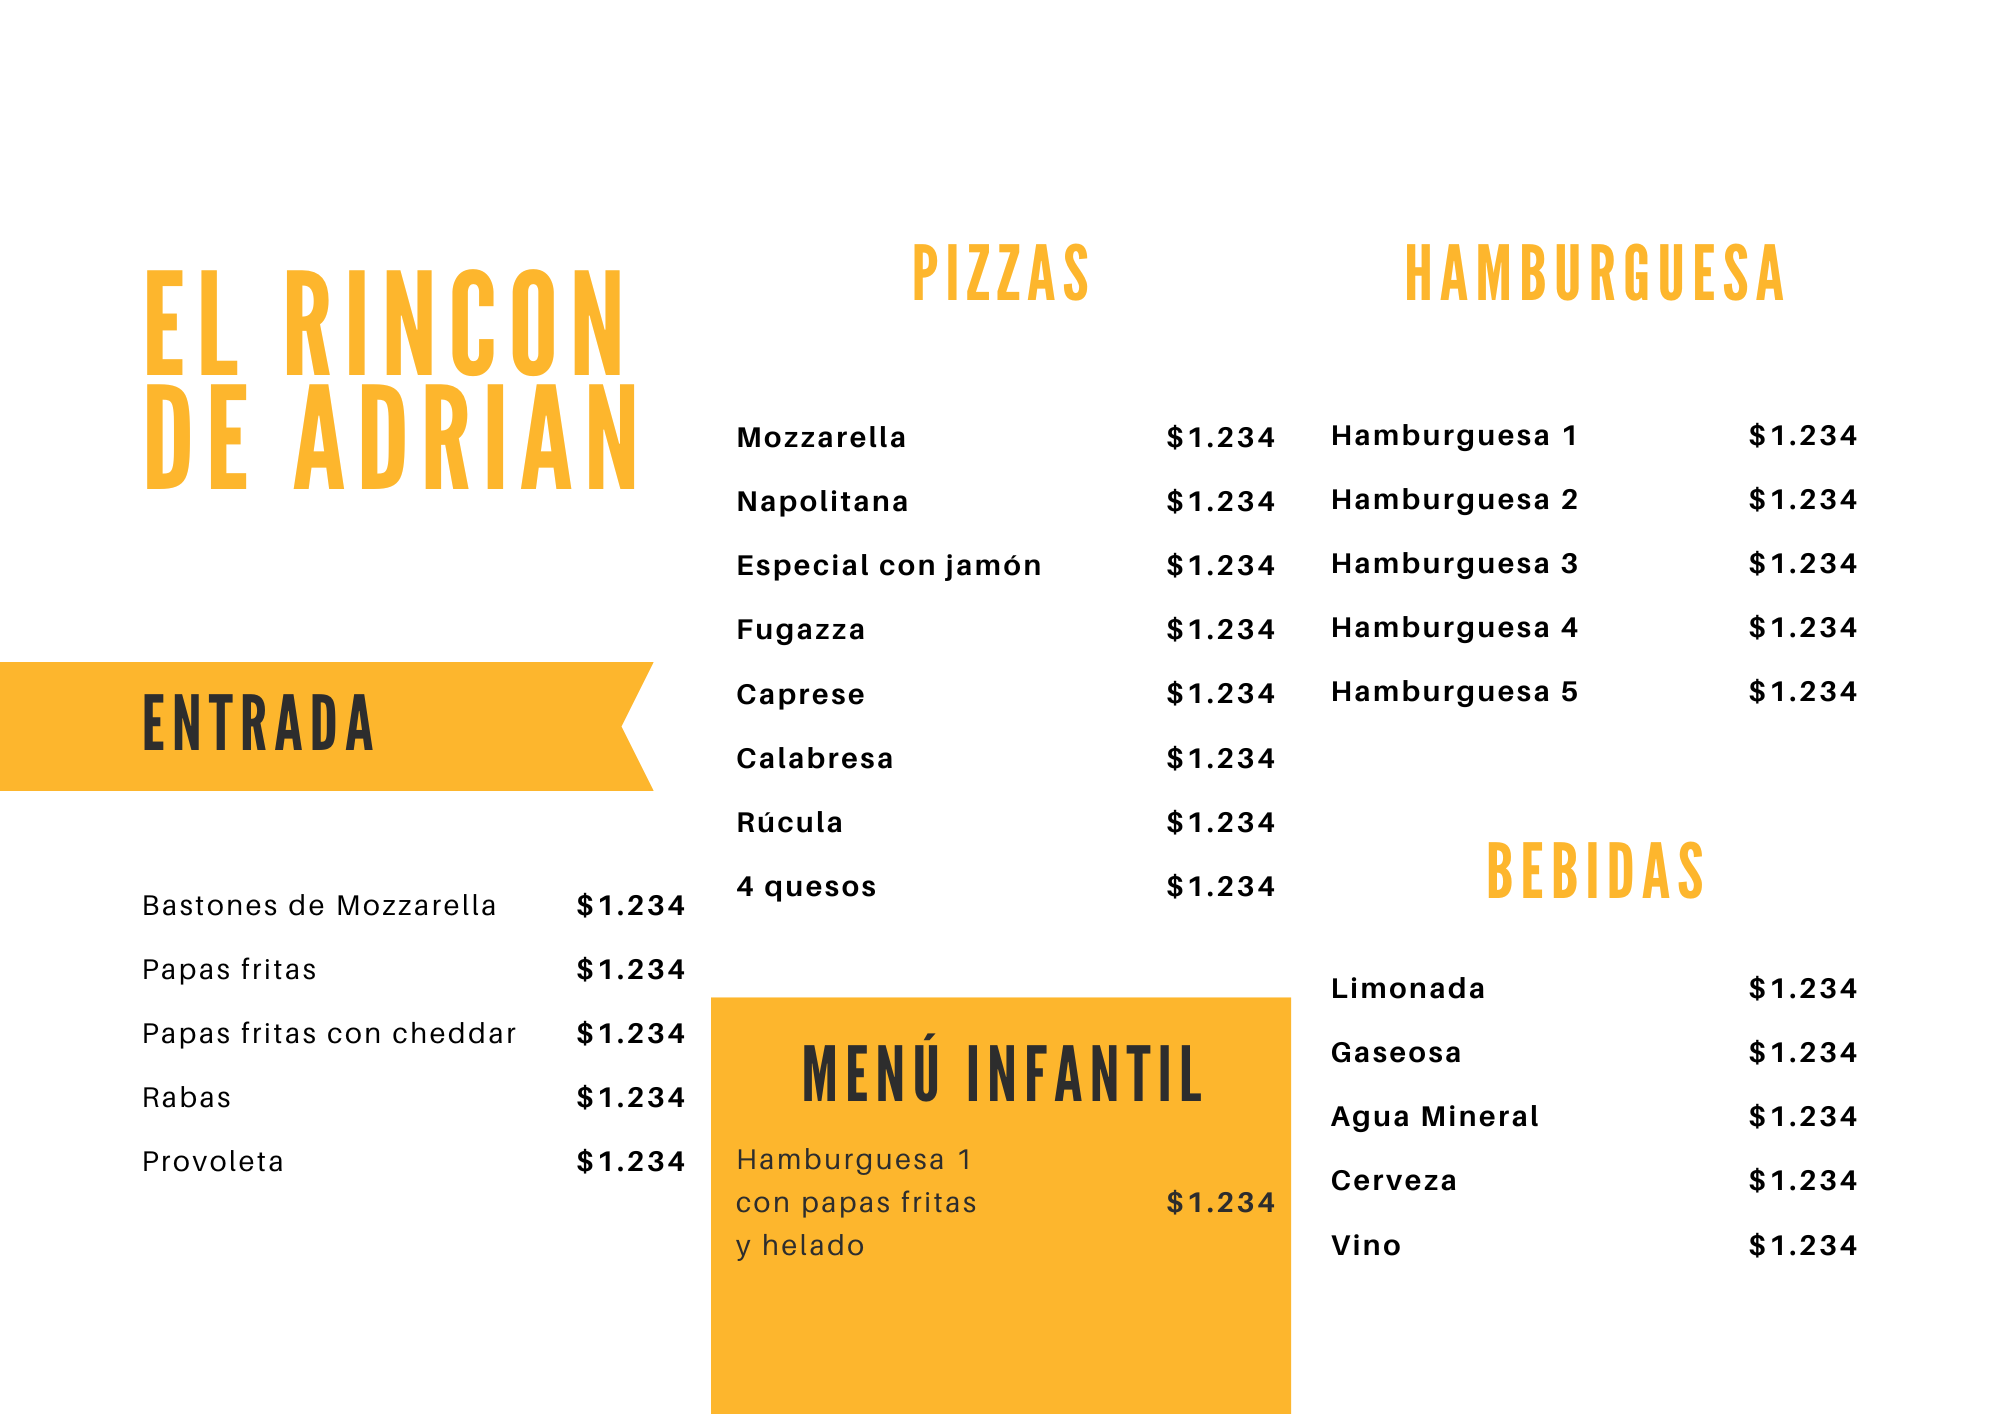 EL RINCON
DE ADRIAN
ENTRADA
Bastones de Mozzarella $1.234
Papas fritas $1.234
Papas fritas con cheddar $1.234
Rabas $1.234
Provoleta $1.234
PIZZAS
Mozzarella $1.234
Napolitana $1.234
Especial con jamón $1.234
Fugazza $1.234
Caprese $1.234
Calabresa $1.234
Rúcula $1.234
4 quesos $1.234
MENÚ INFANTIL
Hamburguesa 1
con papas fritas $1.234
y helado
HAMBURGUESA
Hamburguesa 1 $1.234
Hamburguesa 2 $1.234
Hamburguesa 3 $1.234
Hamburguesa 4 $1.234
Hamburguesa 5 $1.234
BEBIDAS
Limonada $1.234
Gaseosa $1.234
Agua Mineral $1.234
Cerveza $1.234
Vino $1.234